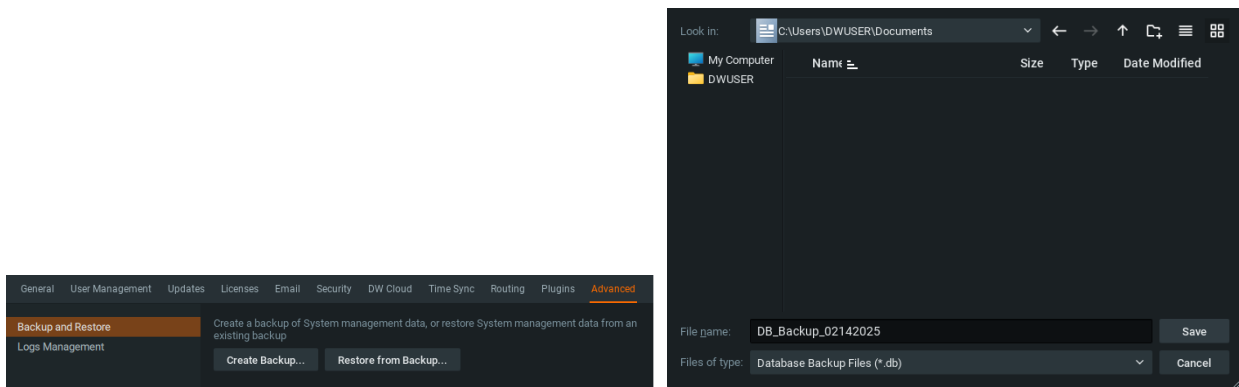 General User Management Updates Licenses Email Security DW Cloud Time Sync Routing Plugins Advanced
Backup and Restore
Logs Management
Create a backup of System management data, or restore System management data from an
existing backup
Create Backup... Restore from Backup...
Look in: C:\Users\DWUSER\Documents
My Computer
DWUSER
Name Size Type Date Modified
File name: DB_Backup_02142025 Save
Files of type: Database Backup Files (*.db) Cancel